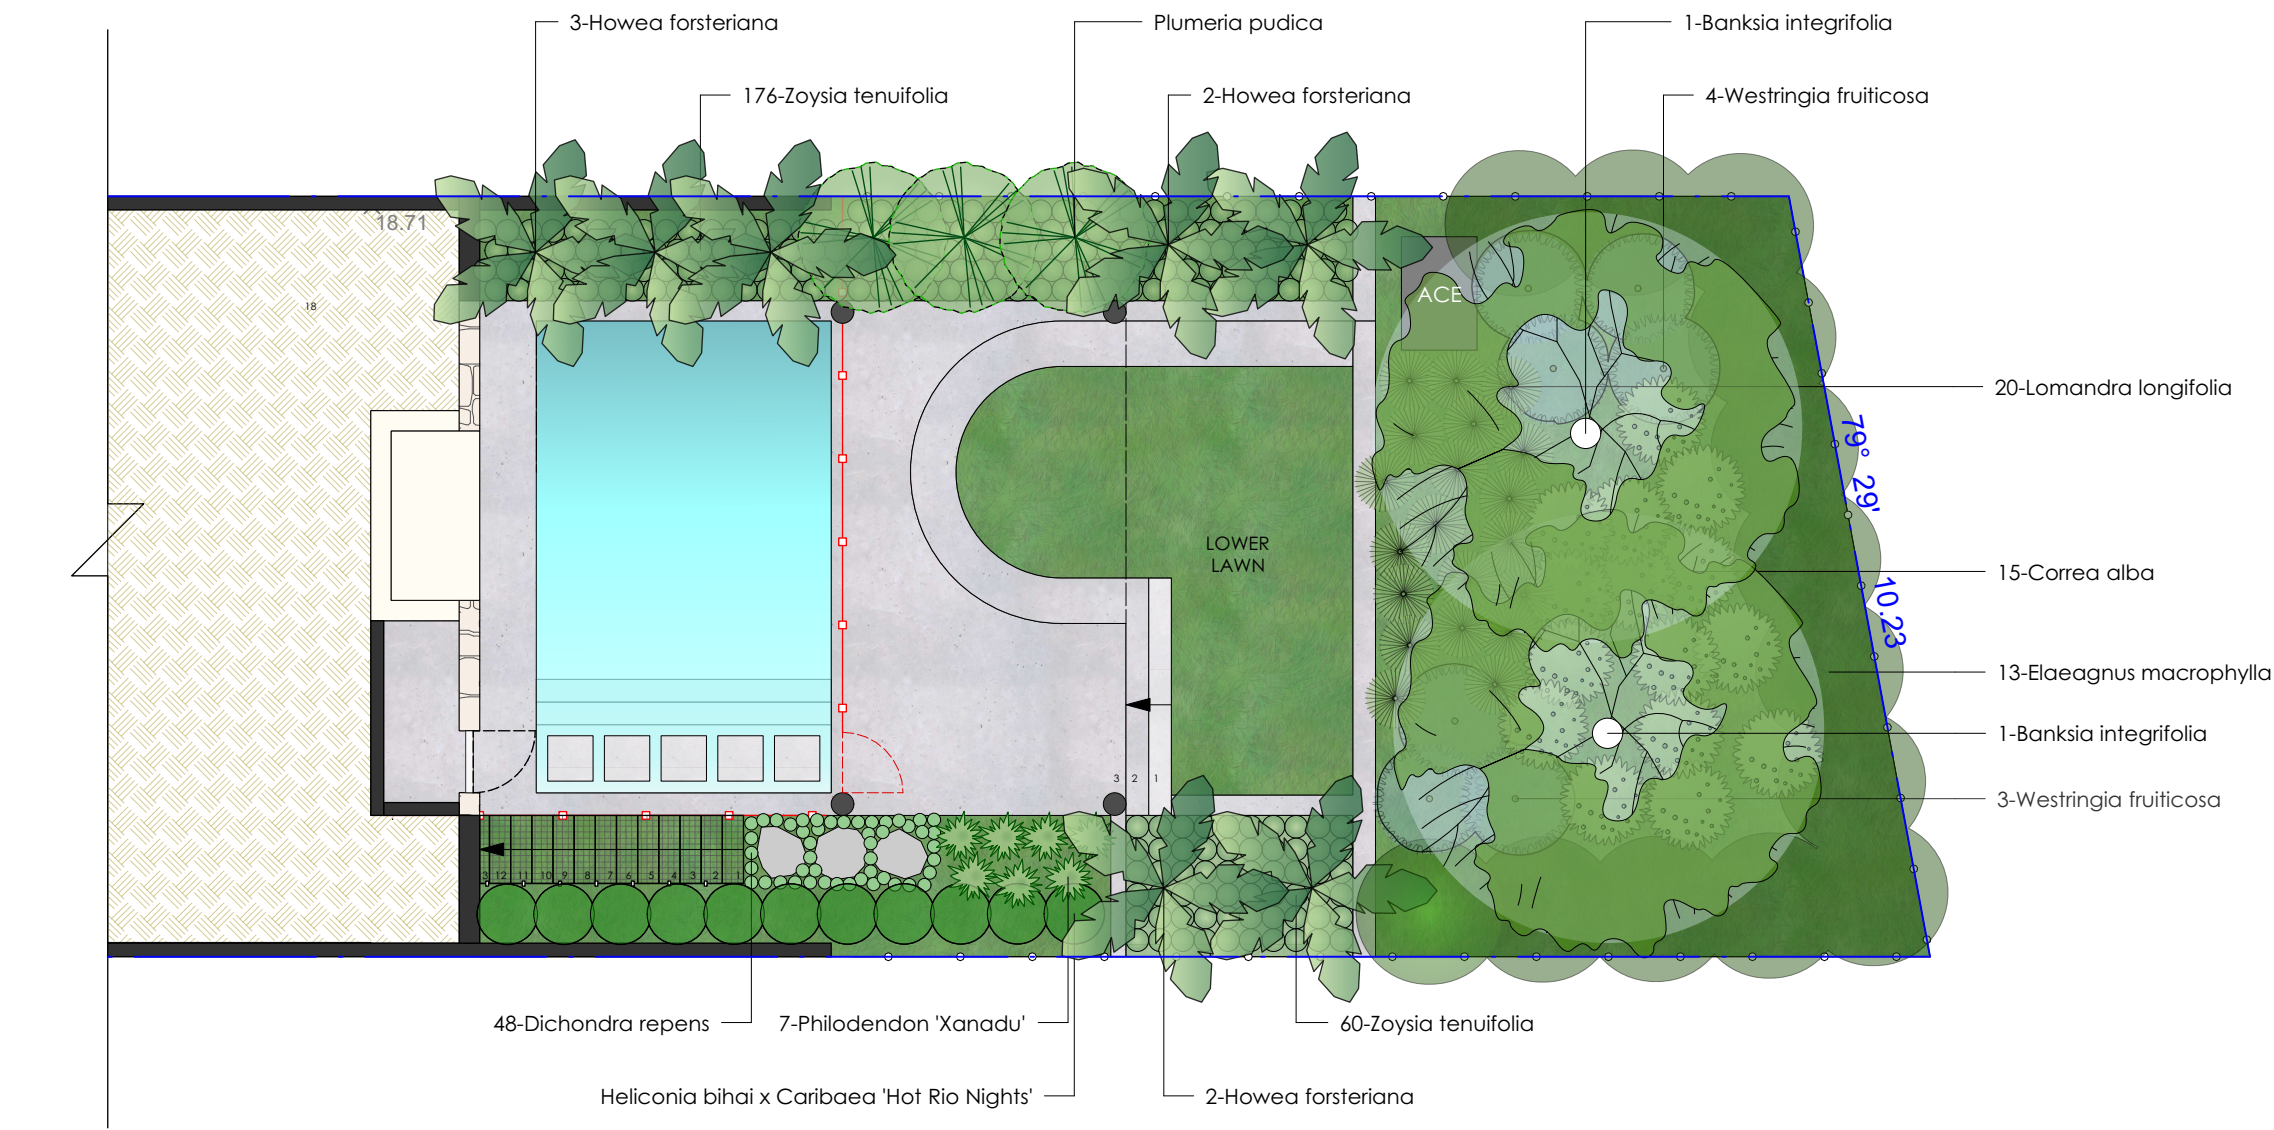 3-Howea forsteriana
Plumeria pudica
1-Banksia integrifolia
176-Zoysia tenuifolia
2-Howea forsteriana
4-Westringia fruiticosa
18.71
18
ACE
20-Lomandra longifolia
79° 29'
LOWER
LAWN
15-Correa alba
10.23
13-Elaeagnus macrophylla
1-Banksia integrifolia
3 2 1
3-Westringia fruiticosa
13 12 11 10 9 8 7 6 5 4 3 2 1
48-Dichondra repens
7-Philodendon 'Xanadu'
60-Zoysia tenuifolia
Heliconia bihai x Caribaea 'Hot Rio Nights'
2-Howea forsteriana